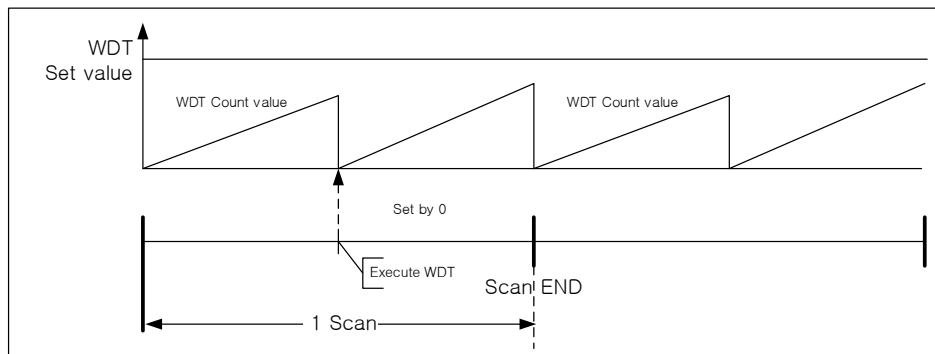 WDT
Set value
WDT Count value
WDT Count value
Set by 0
Execute WDT
Scan END
1 Scan